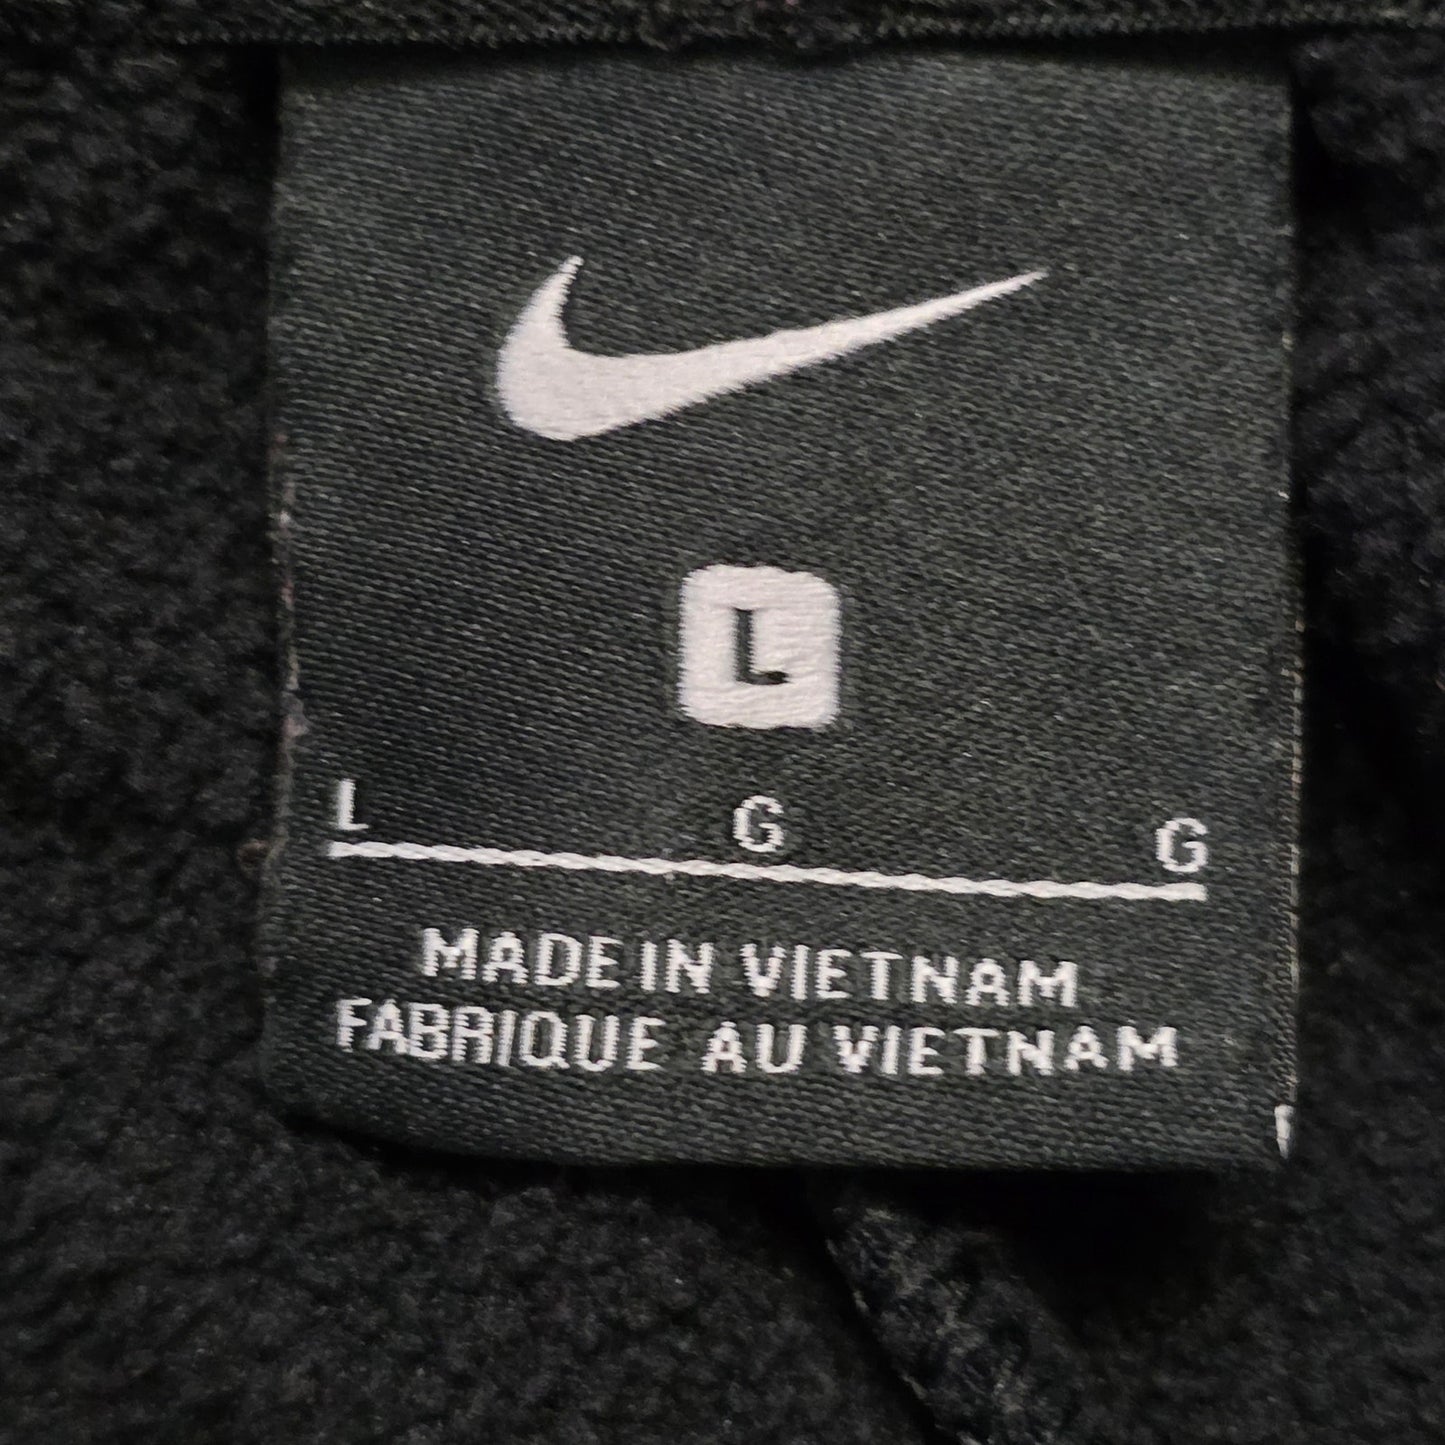 L
L G G
MADE IN VIETNAM
FABRIQUE AU VIETNAM